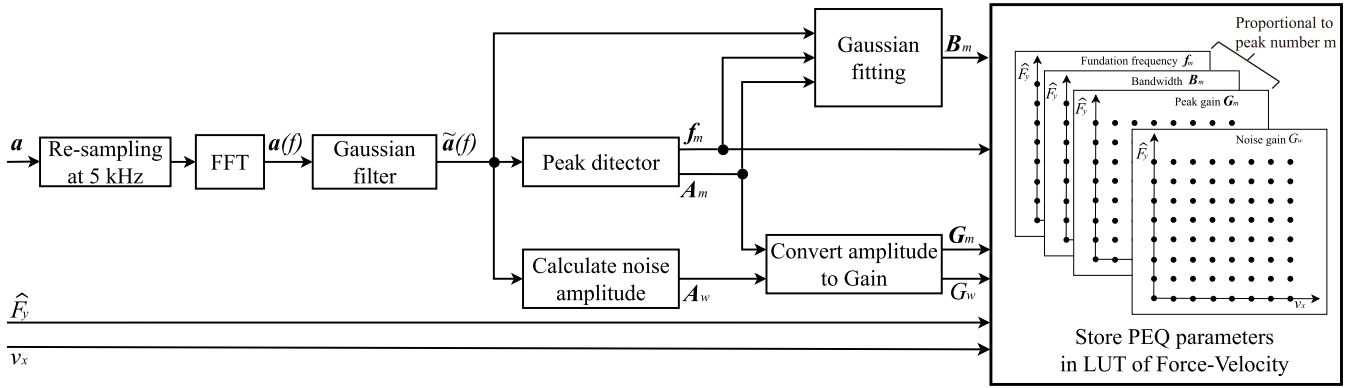 a
Re-sampling
at 5 kHz
FFT
a(f)
Gaussian
filter
ã(f)
Peak ditector
f_m
A_m
Calculate noise
amplitude
A_w
Gaussian
fitting
B_m
Convert amplitude
to Gain
G_m
G_w
F̂_y
v_x
Proportional to
peak number m
Fundation frequency f_m
F̂_y
Bandwidth B_m
F̂_y
Peak gain G_m
F̂_y
Noise gain G_w
F̂_y
v_x
Store PEQ parameters
in LUT of Force-Velocity